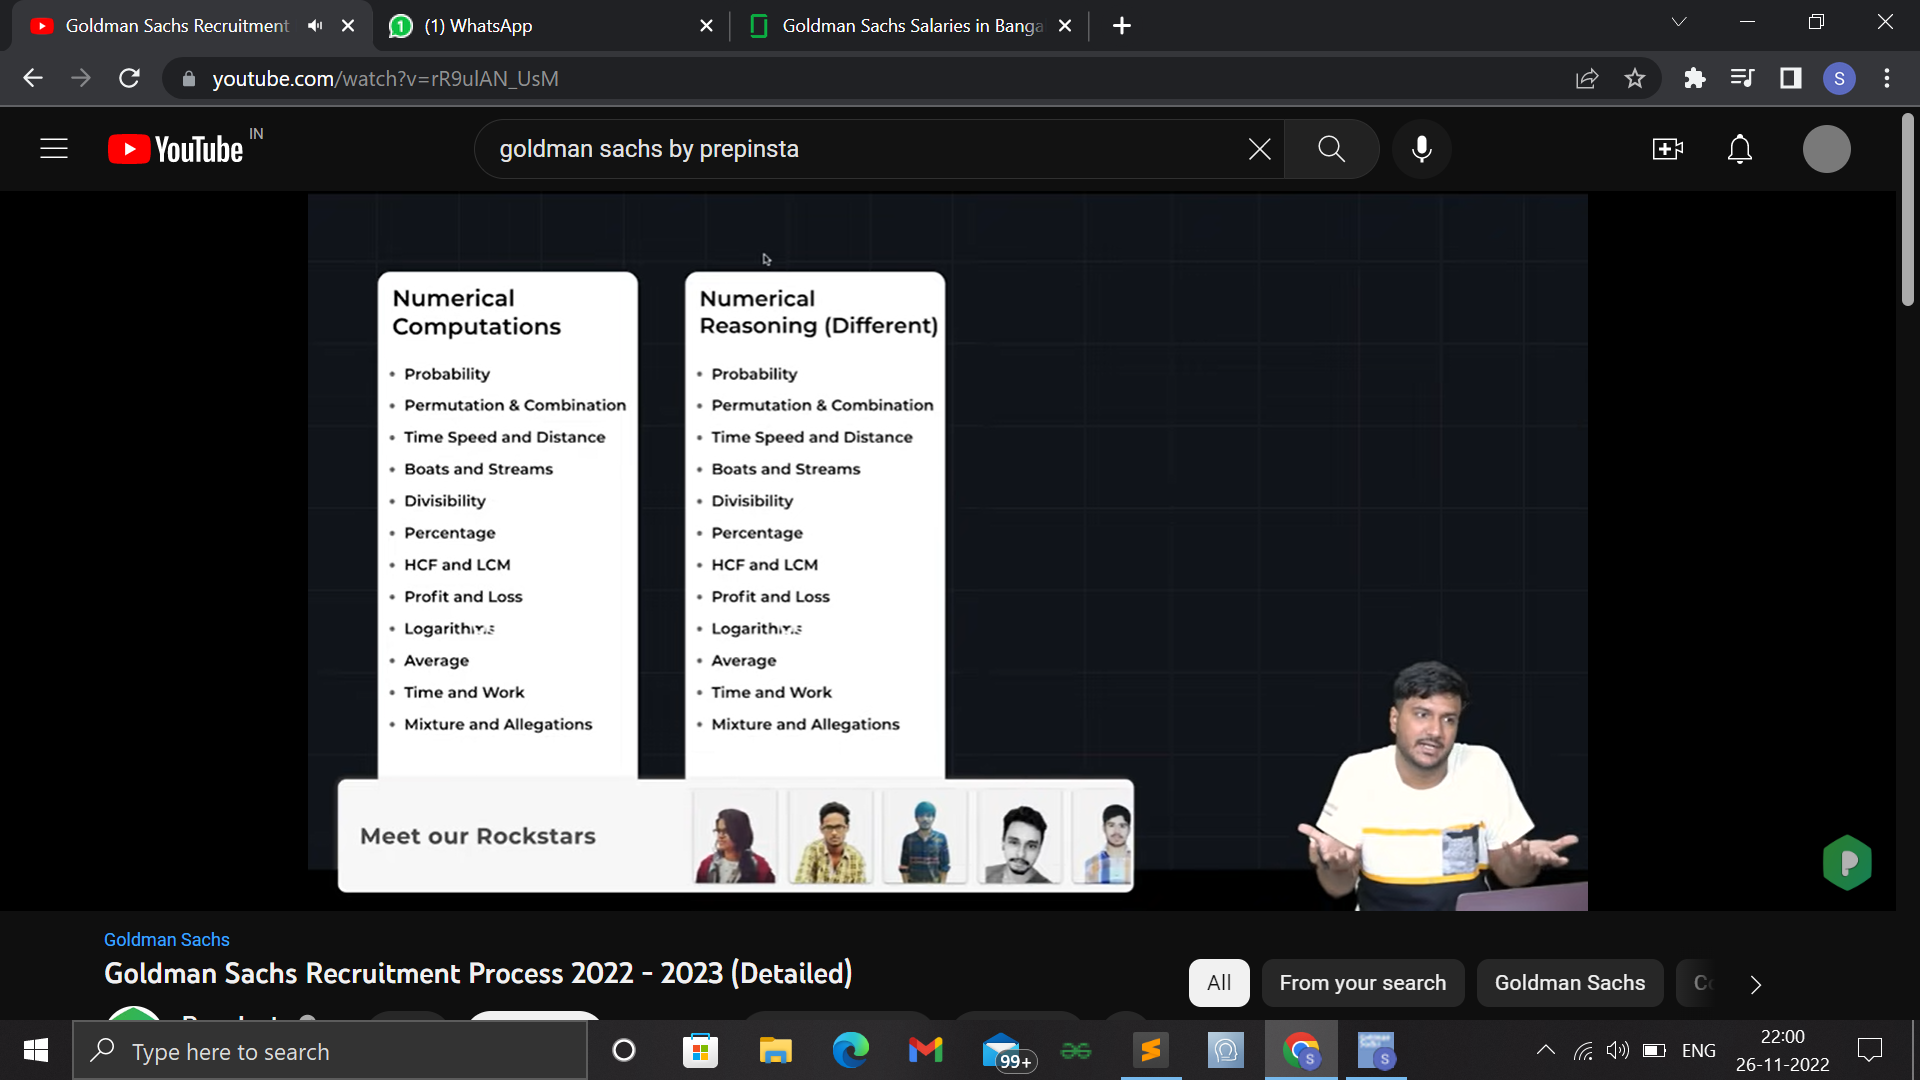 Goldman Sachs Recruitment
(1) WhatsApp
Goldman Sachs Salaries in Banga
youtube.com/watch?v=rR9ulAN_UsM
S
YouTube IN
goldman sachs by prepinsta
Numerical
Computations
• Probability
• Permutation & Combination
• Time Speed and Distance
• Boats and Streams
• Divisibility
• Percentage
• HCF and LCM
• Profit and Loss
• Logarithms
• Average
• Time and Work
• Mixture and Allegations
Numerical
Reasoning (Different)
• Probability
• Permutation & Combination
• Time Speed and Distance
• Boats and Streams
• Divisibility
• Percentage
• HCF and LCM
• Profit and Loss
• Logarithms
• Average
• Time and Work
• Mixture and Allegations
Meet our Rockstars
Goldman Sachs
Goldman Sachs Recruitment Process 2022 - 2023 (Detailed)
All
From your search
Goldman Sachs
Type here to search
99+
ENG
22:00
26-11-2022